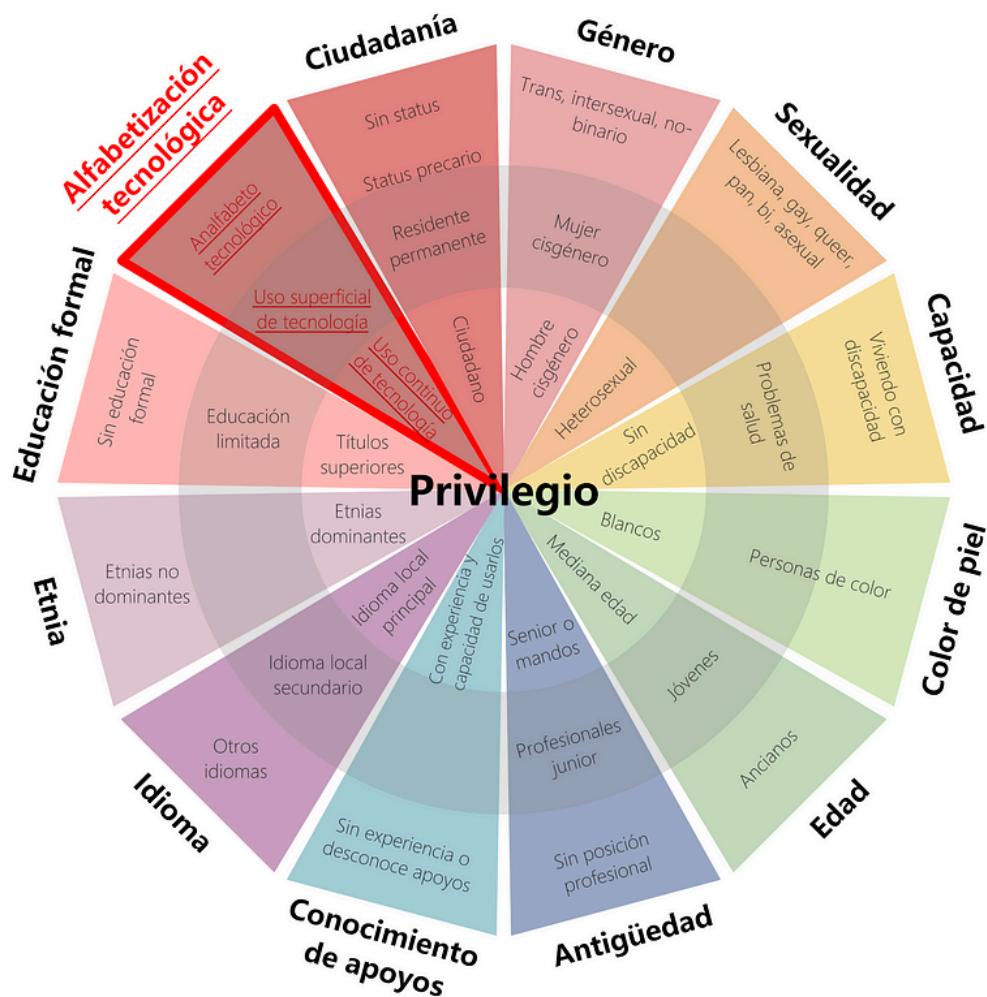 Ciudadanía
Sin status
Status precario
Residente
permanente
Ciudadano
Género
Trans, intersexual, no-
binario
Mujer
cisgénero
Hombre
cisgénero
Sexualidad
Lesbiana, gay, queer,
pan, bi, asexual
Heterosexual
Capacidad
Viviendo con
discapacidad
Problemas de
salud
Sin
discapacidad
Color de piel
Personas de color
Blancos
Edad
Ancianos
Jóvenes
Mediana edad
Antigüedad
Sin posición
profesional
Profesionales
junior
Senior o
mandos
Conocimiento
de apoyos
Sin experiencia o
desconoce apoyos
Con experiencia y
capacidad de usarlos
Idioma
Otros
idiomas
Idioma local
secundario
Idioma local
principal
Etnia
Etnias no
dominantes
Etnias
dominantes
Educación formal
Sin educación
formal
Educación
limitada
Títulos
superiores
Alfabetización
tecnológica
Analfabeto
tecnológico
Uso superficial
de tecnología
Uso continuo
de tecnología
Privilegio